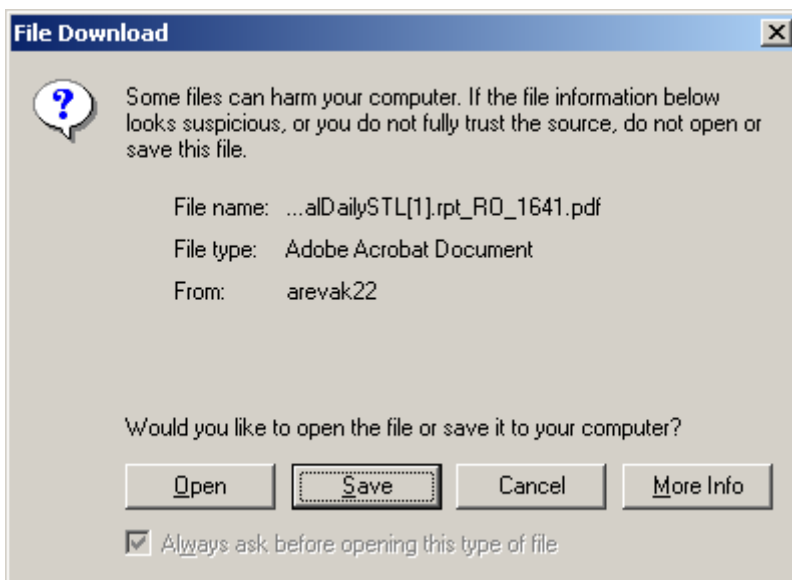 File Download
Some files can harm your computer. If the file information below
looks suspicious, or you do not fully trust the source, do not open or
save this file.
File name: ...alDailySTL[1].rpt_RO_1641.pdf
File type: Adobe Acrobat Document
From: arevak22
Would you like to open the file or save it to your computer?
Open Save Cancel More Info
Always ask before opening this type of file